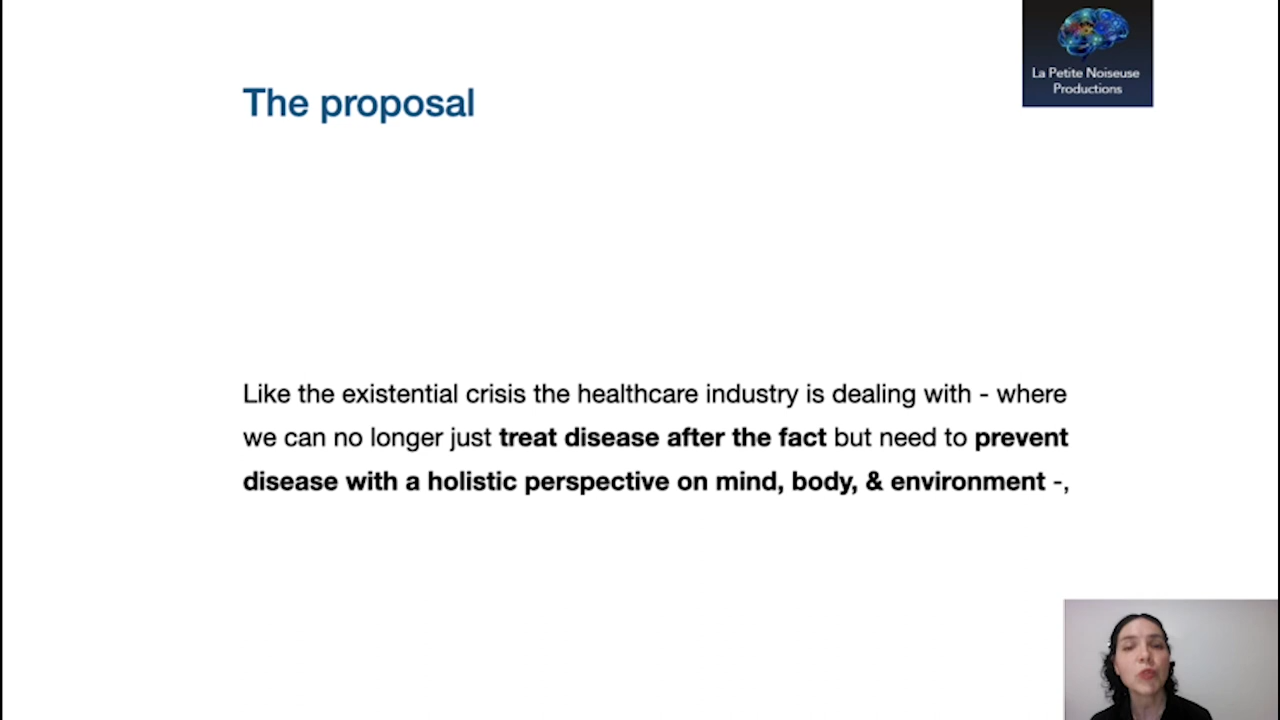 La Petite Noiseuse
Productions
The proposal
Like the existential crisis the healthcare industry is dealing with - where
we can no longer just treat disease after the fact but need to prevent
disease with a holistic perspective on mind, body, & environment -,